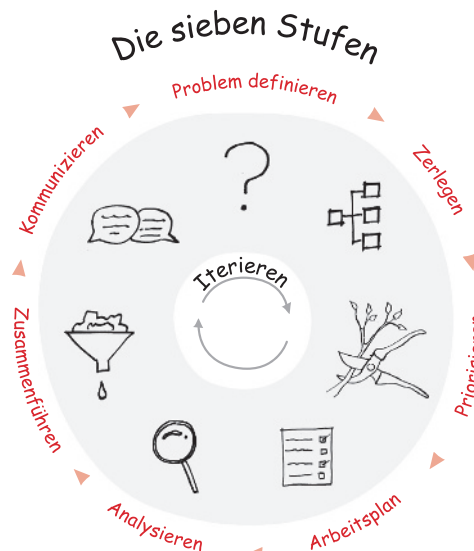 Die sieben Stufen
Problem definieren
Zerlegen
Priorisieren
Arbeitsplan
Analysieren
Zusammenführen
Kommunizieren
Iterieren